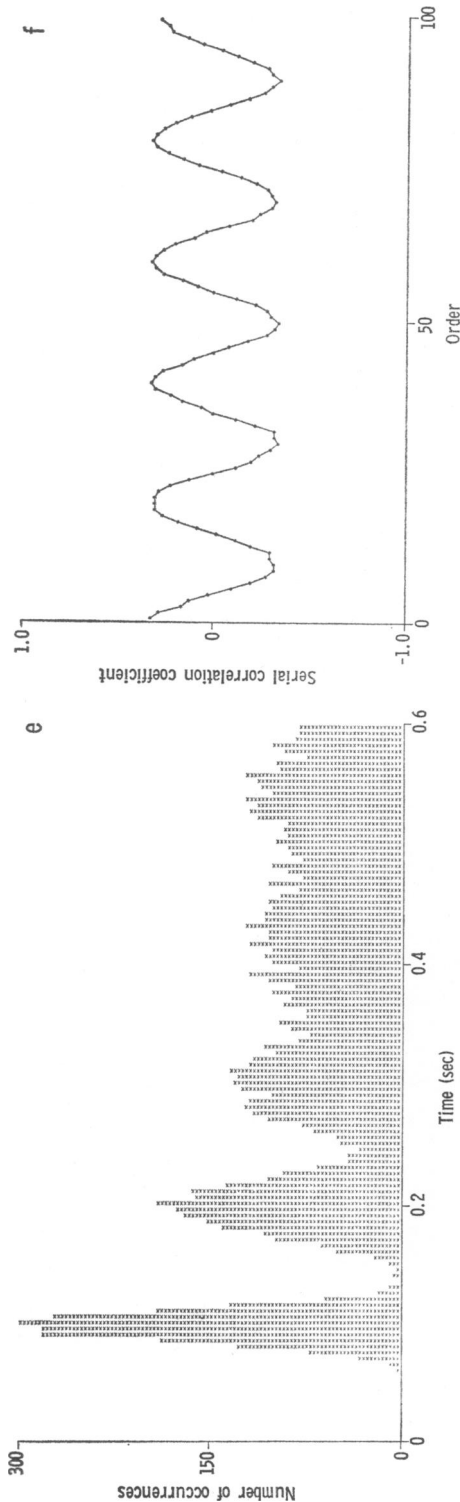 e
Number of occurrences
300
150
0
0
0.2
0.4
0.6
Time (sec)
f
Serial correlation coefficient
1.0
0
-1.0
0
50
100
Order